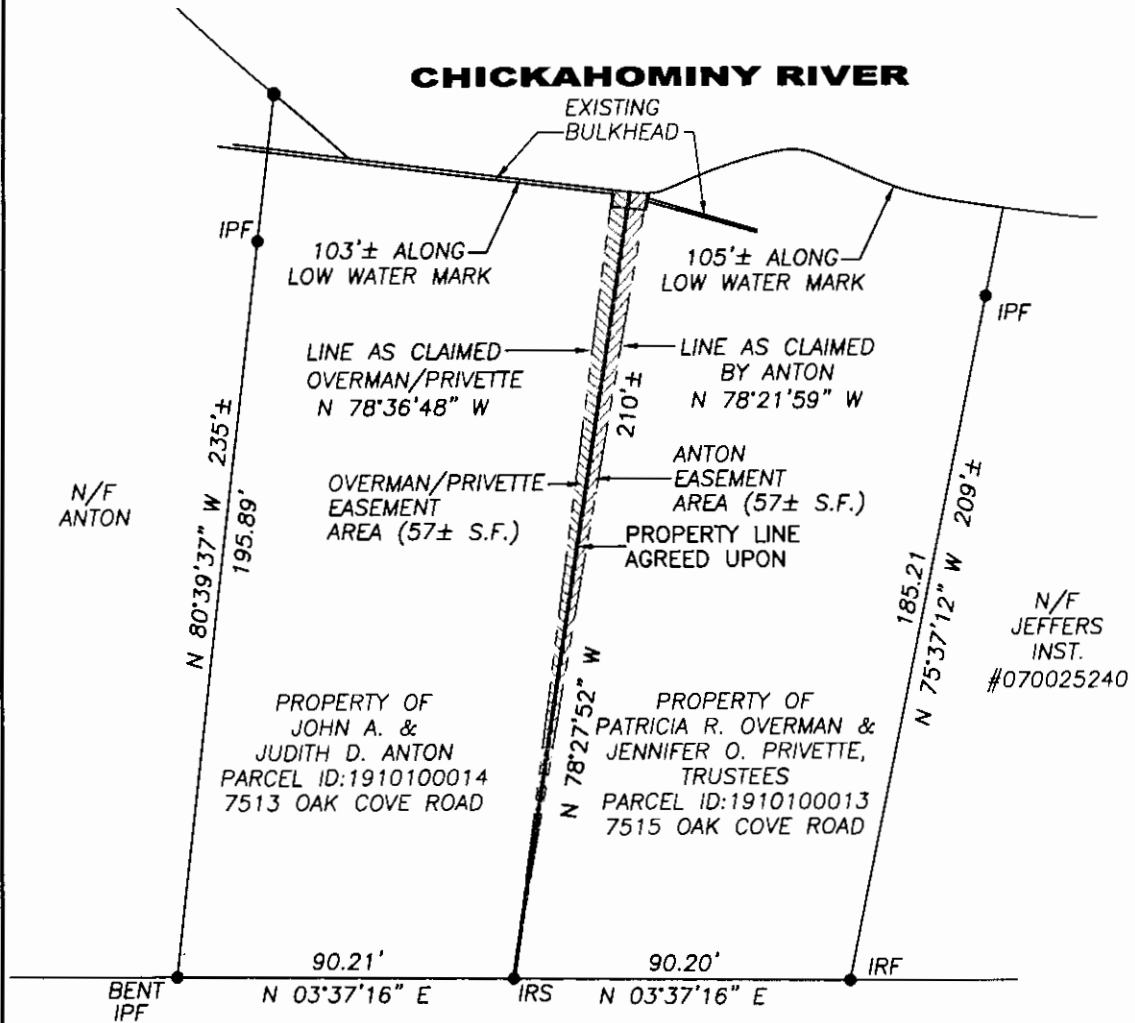 CHICKAHOMINY RIVER
EXISTING
BULKHEAD
IPF
103'± ALONG
LOW WATER MARK
105'± ALONG
LOW WATER MARK
IPF
LINE AS CLAIMED
OVERMAN/PRIVETTE
N 78°36'48" W
LINE AS CLAIMED
BY ANTON
N 78°21'59" W
210'±
N/F
ANTON
N 80°39'37" W 235'±
195.89'
OVERMAN/PRIVETTE
EASEMENT
AREA (57± S.F.)
ANTON
EASEMENT
AREA (57± S.F.)
PROPERTY LINE
AGREED UPON
185.21
N 75°37'12" W 209'±
N/F
JEFFERS
INST.
#070025240
PROPERTY OF
JOHN A. &
JUDITH D. ANTON
PARCEL ID:1910100014
7513 OAK COVE ROAD
N 78°27'52" W
PROPERTY OF
PATRICIA R. OVERMAN &
JENNIFER O. PRIVETTE,
TRUSTEES
PARCEL ID:1910100013
7515 OAK COVE ROAD
90.21'
90.20'
BENT
IPF
N 03°37'16" E
IRS
N 03°37'16" E
IRF